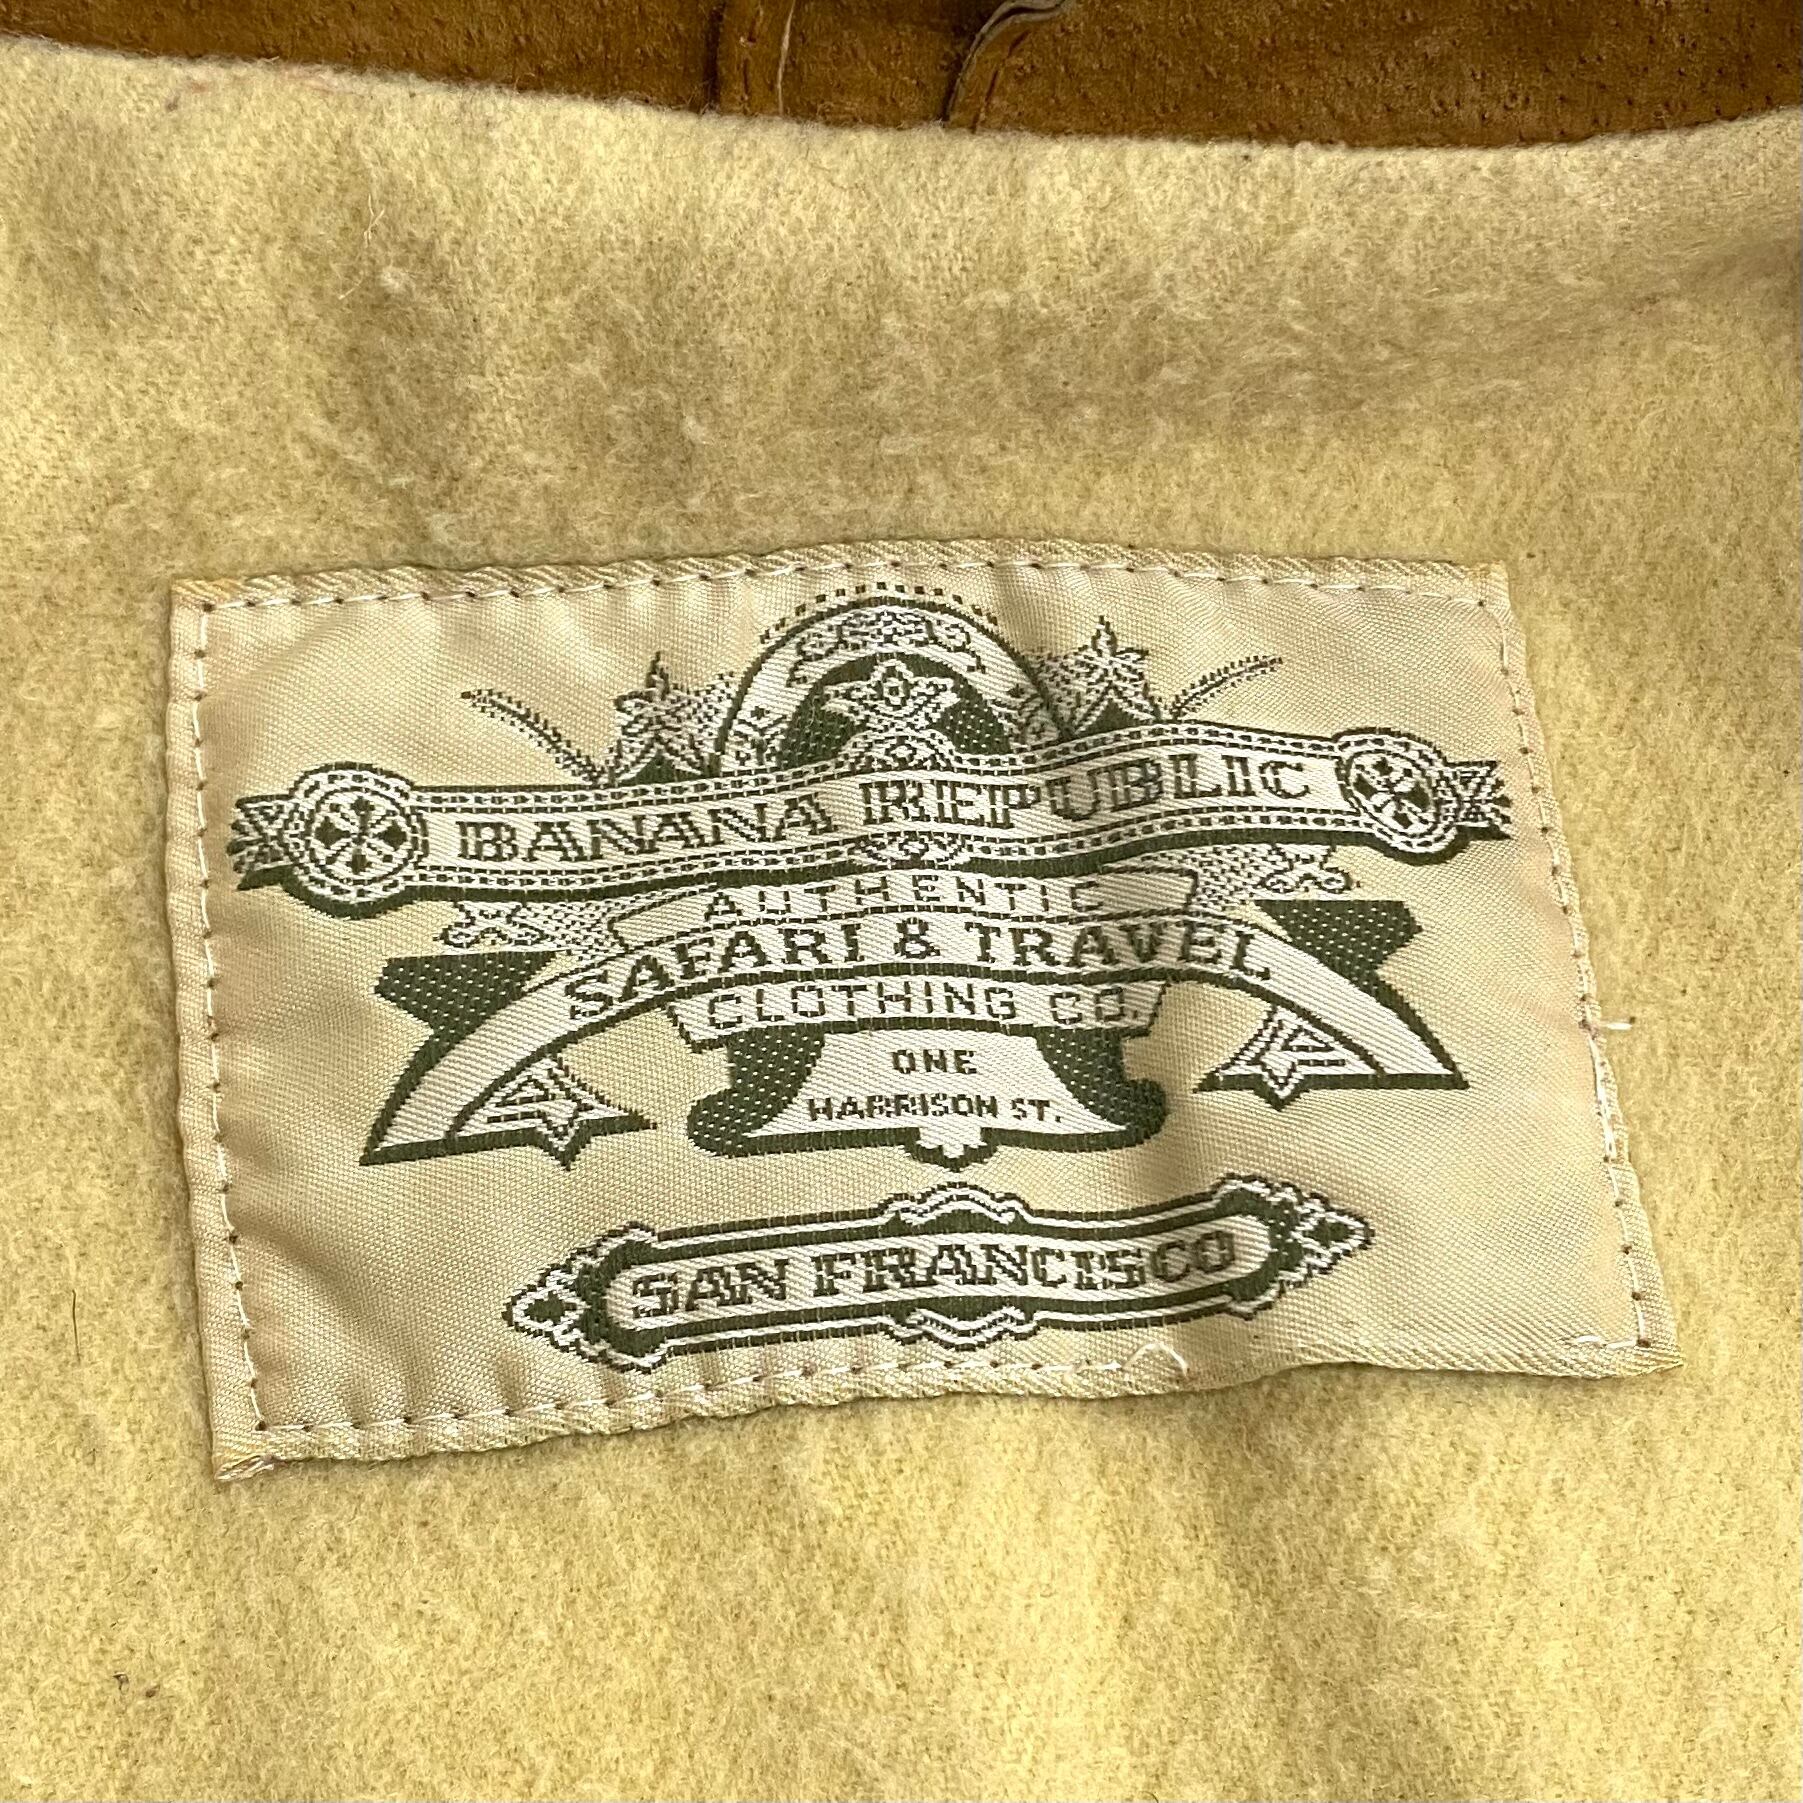 BANANA REPUBLIC
AUTHENTIC
SAFARI & TRAVEL
CLOTHING CO.
ONE
HARRISON ST.
SAN FRANCISCO